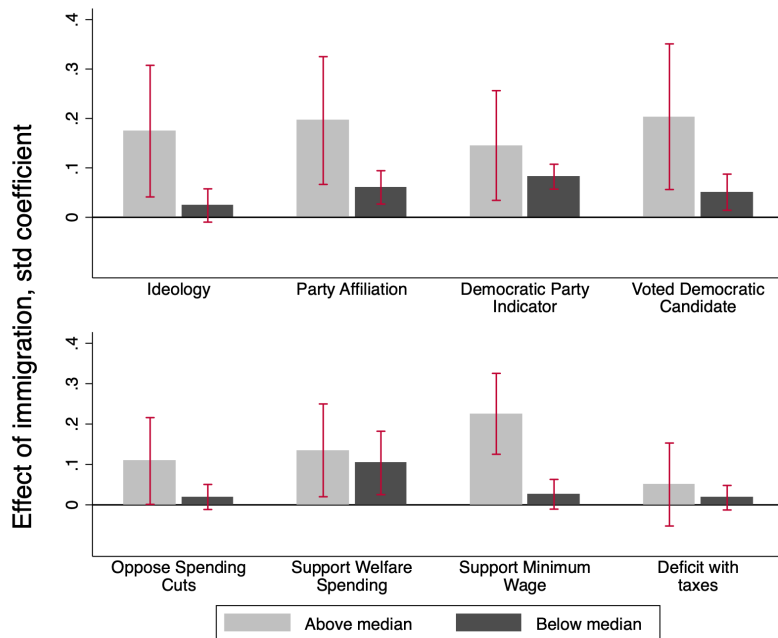 Effect of immigration, std coefficient
.4
.3
.2
.1
0
Ideology
Party Affiliation
Democratic Party
Indicator
Voted Democratic
Candidate
.4
.3
.2
.1
0
Oppose Spending
Cuts
Support Welfare
Spending
Support Minimum
Wage
Deficit with
taxes
Above median
Below median